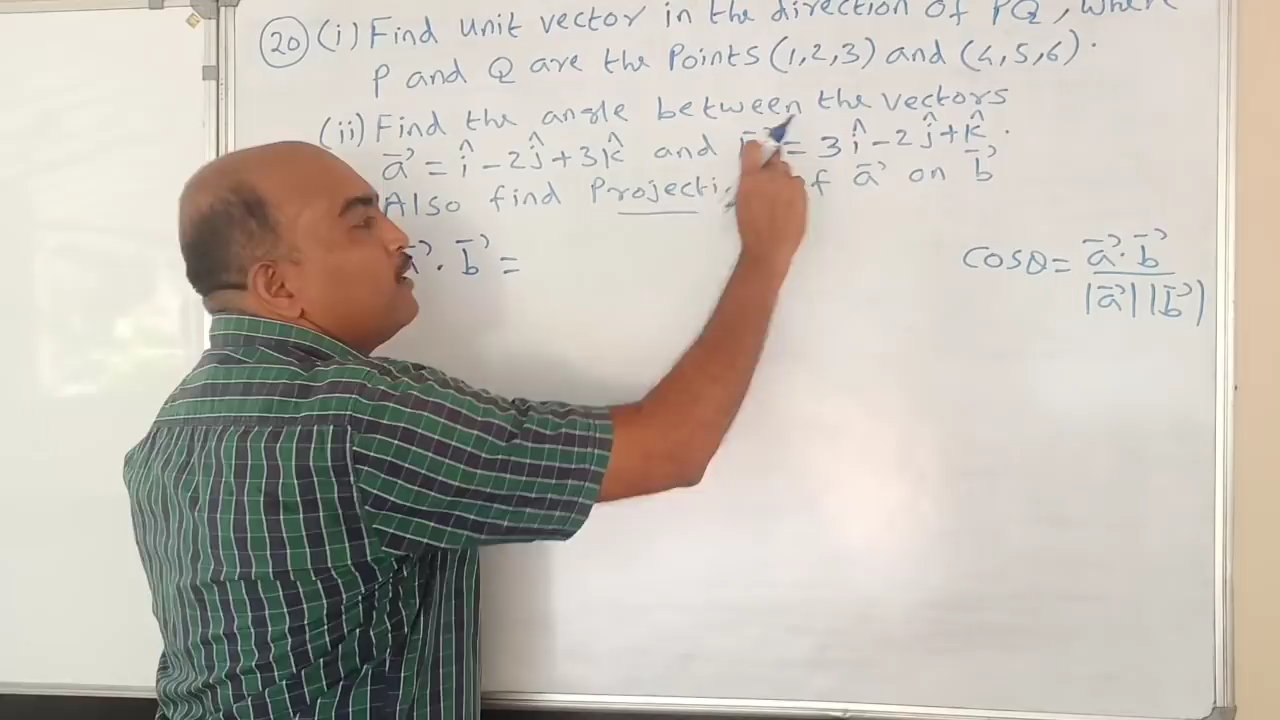 (20) (i) Find unit vector in the direction of PQ, where
P and Q are the Points (1,2,3) and (4,5,6).
(ii) Find the angle between the vectors
a⃗ = î - 2ĵ + 3k̂ and = 3î - 2ĵ + k̂.
Also find Projecti of a⃗ on b⃗
a⃗ . b⃗ =
cosθ = a⃗ . b⃗
|a⃗| |b⃗|